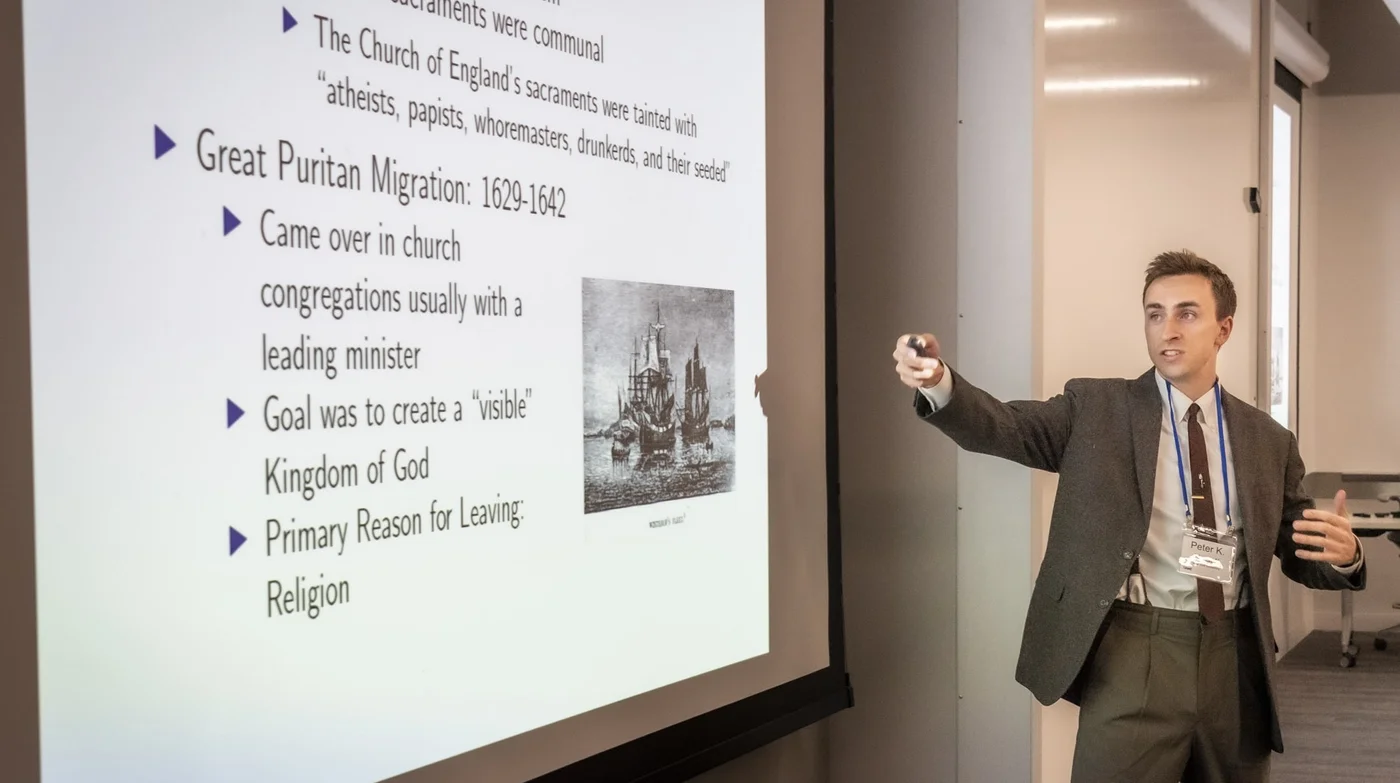 sacraments were communal
The Church of England's sacraments were tainted with
"atheists, papists, whoremasters, drunkerds, and their seeded"
Great Puritan Migration: 1629-1642
Came over in church
congregations usually with a
leading minister
Goal was to create a "visible"
Kingdom of God
Primary Reason for Leaving:
Religion
Peter K.